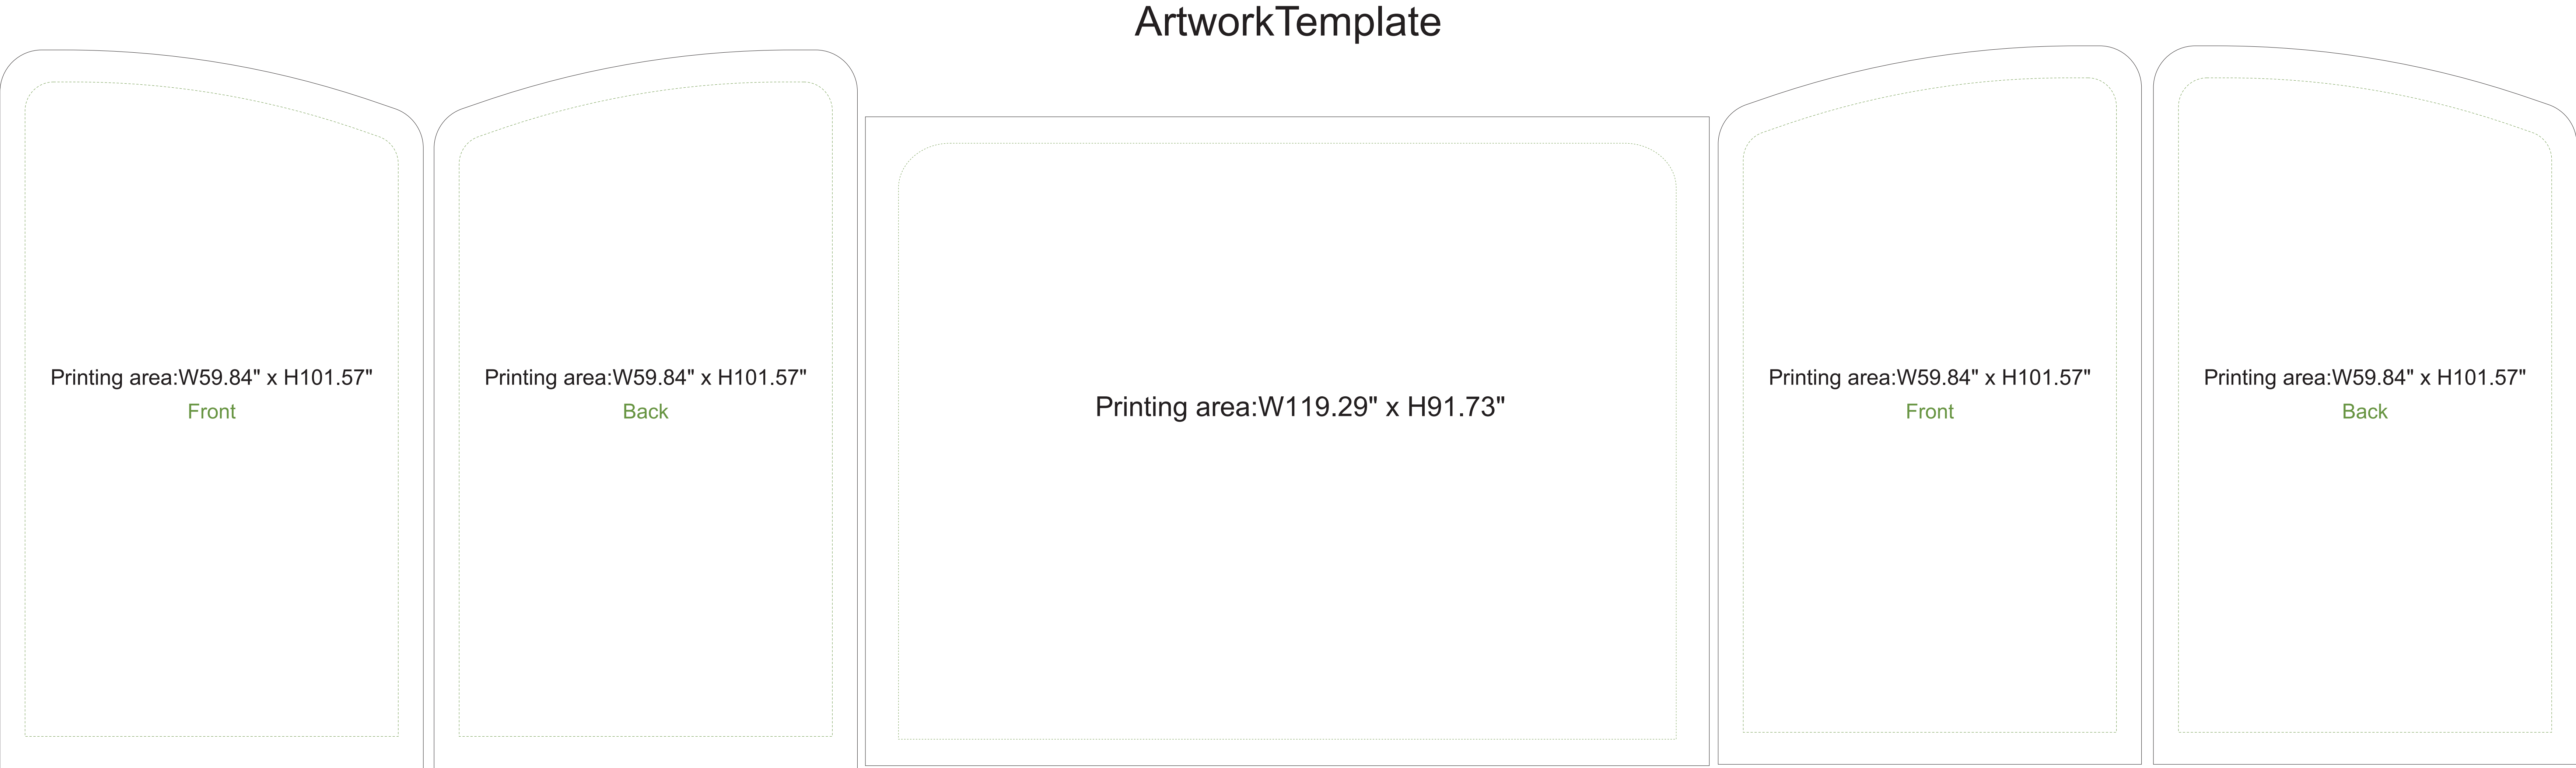 ArtworkTemplate
Printing area:W59.84" x H101.57"
Front
Printing area:W59.84" x H101.57"
Back
Printing area:W119.29" x H91.73"
Printing area:W59.84" x H101.57"
Front
Printing area:W59.84" x H101.57"
Back